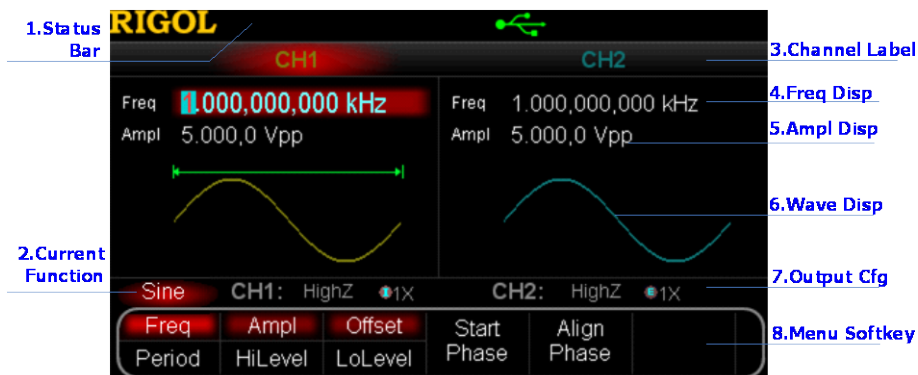 RIGOL
1.Status
Bar
CH1
CH2
3.Channel Label
Freq 1.000,000,000 kHz
Freq 1.000,000,000 kHz
4.Freq Disp
Ampl 5.000,0 Vpp
Ampl 5.000,0 Vpp
5.Ampl Disp
6.Wave Disp
2.Current
Function
Sine
CH1: HighZ 1X
CH2: HighZ 1X
7.Output Cfg
Freq
Period
Ampl
HiLevel
Offset
LoLevel
Start
Phase
Align
Phase
8.Menu Softkey